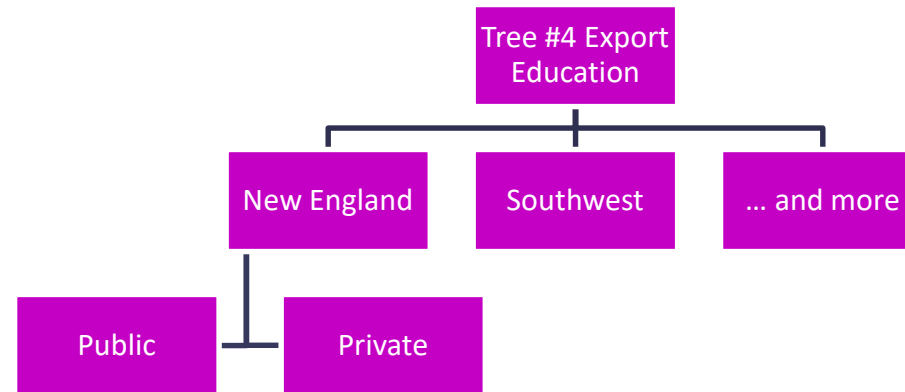 Tree #4 Export
Education
New England
Southwest
... and more
Public
Private